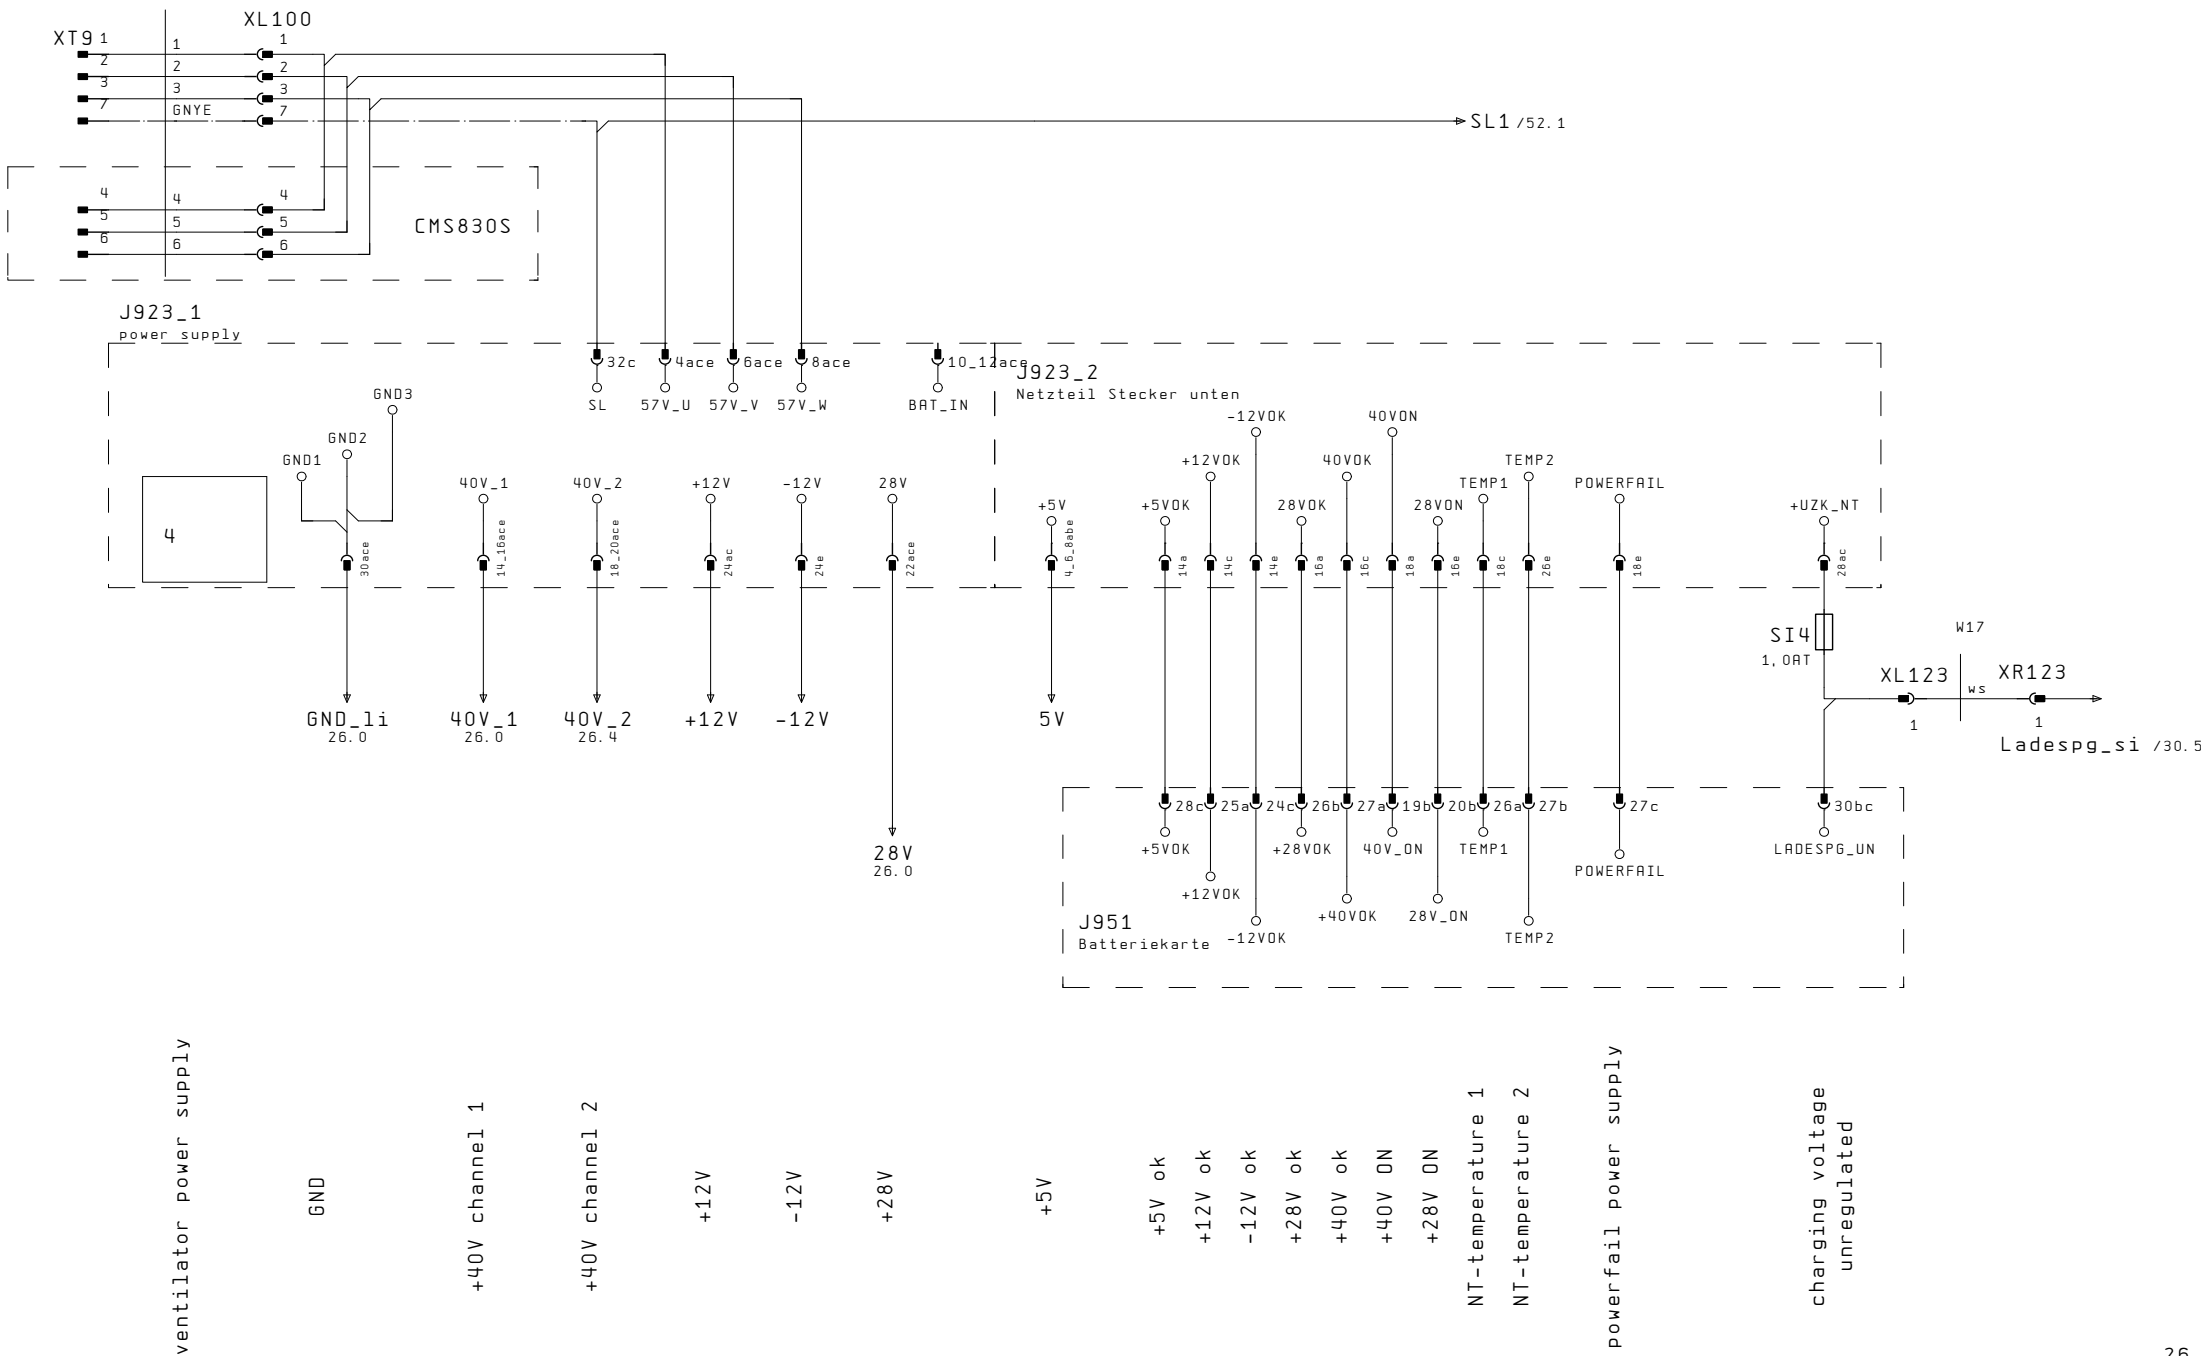 XL100
XT9 1 1 1
2 2 2
3 3 3
7 GNYE 7
SL1 /52.1
4 4 4
5 5 5
6 6 6
CMS830S
J923_1
power supply
32c 4ace 6ace 8ace 10_12ace
SL 57V_U 57V_V 57V_W BAT_IN
J923_2
Netzteil Stecker unten
GND3
GND2
GND1
-12VOK 40VON
+12VOK 40VOK TEMP2
40V_1 40V_2 +12V -12V 28V
TEMP1 POWERFAIL
+5V +5VOK 28VOK 28VON +UZK_NT
4
30ace 14_16ace 18_20ace 24ac 24e 22ace
4_6_8abe 14a 14c 14e 16a 16c 18a 16e 18c 26e 18e 28ac
SI4
1,0AT
W17
XL123 XR123
ws
1 1
Ladespg_si /30.5
GND_li 40V_1 40V_2 +12V -12V 5V
26.0 26.0 26.4
28V
26.0
28c 25a 24c 26b 27a 19b 20b 26a 27b 27c 30bc
+5VOK +28VOK 40V_ON TEMP1 LADESPG_UN
POWERFAIL
+12VOK
+40VOK 28V_ON
-12VOK TEMP2
J951
Batteriekarte
ventilator power supply
GND
+40V channel 1
+40V channel 2
+12V
-12V
+28V
+5V
+5V ok
+12V ok
-12V ok
+28V ok
+40V ok
+40V ON
+28V ON
NT-temperature 1
NT-temperature 2
powerfail power supply
charging voltage
unregulated